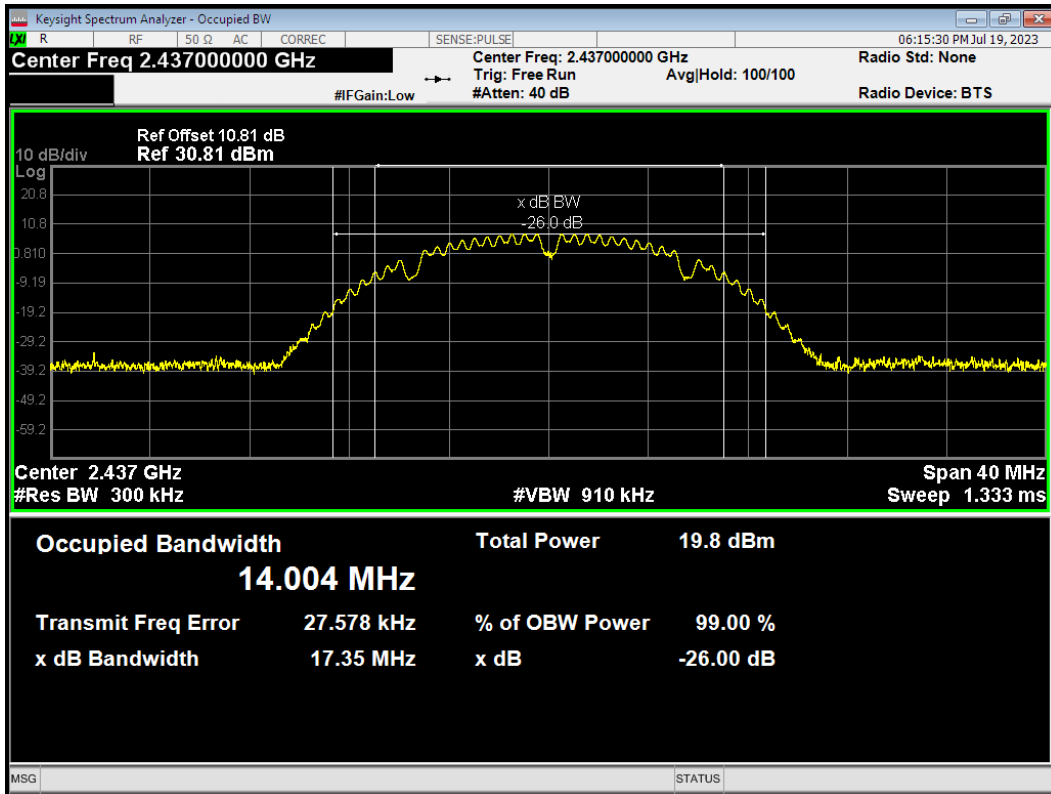 Keysight Spectrum Analyzer - Occupied BW
LXI R RF 50 Ω AC CORREC SENSE:PULSE 06:15:30 PM Jul 19, 2023
Center Freq 2.437000000 GHz Center Freq: 2.437000000 GHz Radio Std: None
Trig: Free Run Avg|Hold: 100/100
#IFGain:Low #Atten: 40 dB Radio Device: BTS
Ref Offset 10.81 dB
10 dB/div Ref 30.81 dBm
Log
20.8
x dB BW
10.8
-26.0 dB
0.810
-9.19
-19.2
-29.2
-39.2
-49.2
-59.2
Center 2.437 GHz Span 40 MHz
#Res BW 300 kHz #VBW 910 kHz Sweep 1.333 ms
Occupied Bandwidth Total Power 19.8 dBm
14.004 MHz
Transmit Freq Error 27.578 kHz % of OBW Power 99.00 %
x dB Bandwidth 17.35 MHz x dB -26.00 dB
MSG STATUS